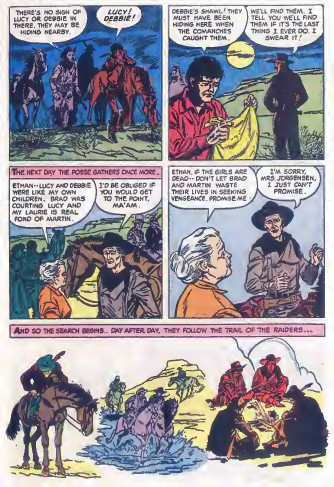 THERE'S NO SIGN OF
LUCY OR DEBBIE IN
THERE. THEY MAY BE
HIDING NEARBY.
LUCY!
DEBBIE!
DEBBIE'S SHAWL! THEY
MUST HAVE BEEN
HIDING HERE WHEN
THE COMANCHES
CAUGHT THEM.
WE'LL FIND THEM. I
TELL YOU WE'LL FIND
THEM IF IT'S THE LAST
THING I EVER DO. I
SWEAR IT!
THE NEXT DAY THE POSSE GATHERS ONCE MORE..
ETHAN--LUCY AND DEBBIE
WERE LIKE MY OWN
CHILDREN. BRAD WAS
COURTING LUCY AND
MY LAURIE IS REAL
FOND OF MARTIN.
I'D BE OBLIGED IF
YOU WOULD GET
TO THE POINT,
MA'AM.
ETHAN, IF THE GIRLS ARE
DEAD-- DON'T LET BRAD
AND MARTIN WASTE
THEIR LIVES IN SEEKING
VENGEANCE. PROMISE ME
I'M SORRY,
MRS. JORGENSEN,
I JUST CAN'T
PROMISE.
AND SO THE SEARCH BEGINS.. DAY AFTER DAY, THEY FOLLOW THE TRAIL OF THE RAIDERS...